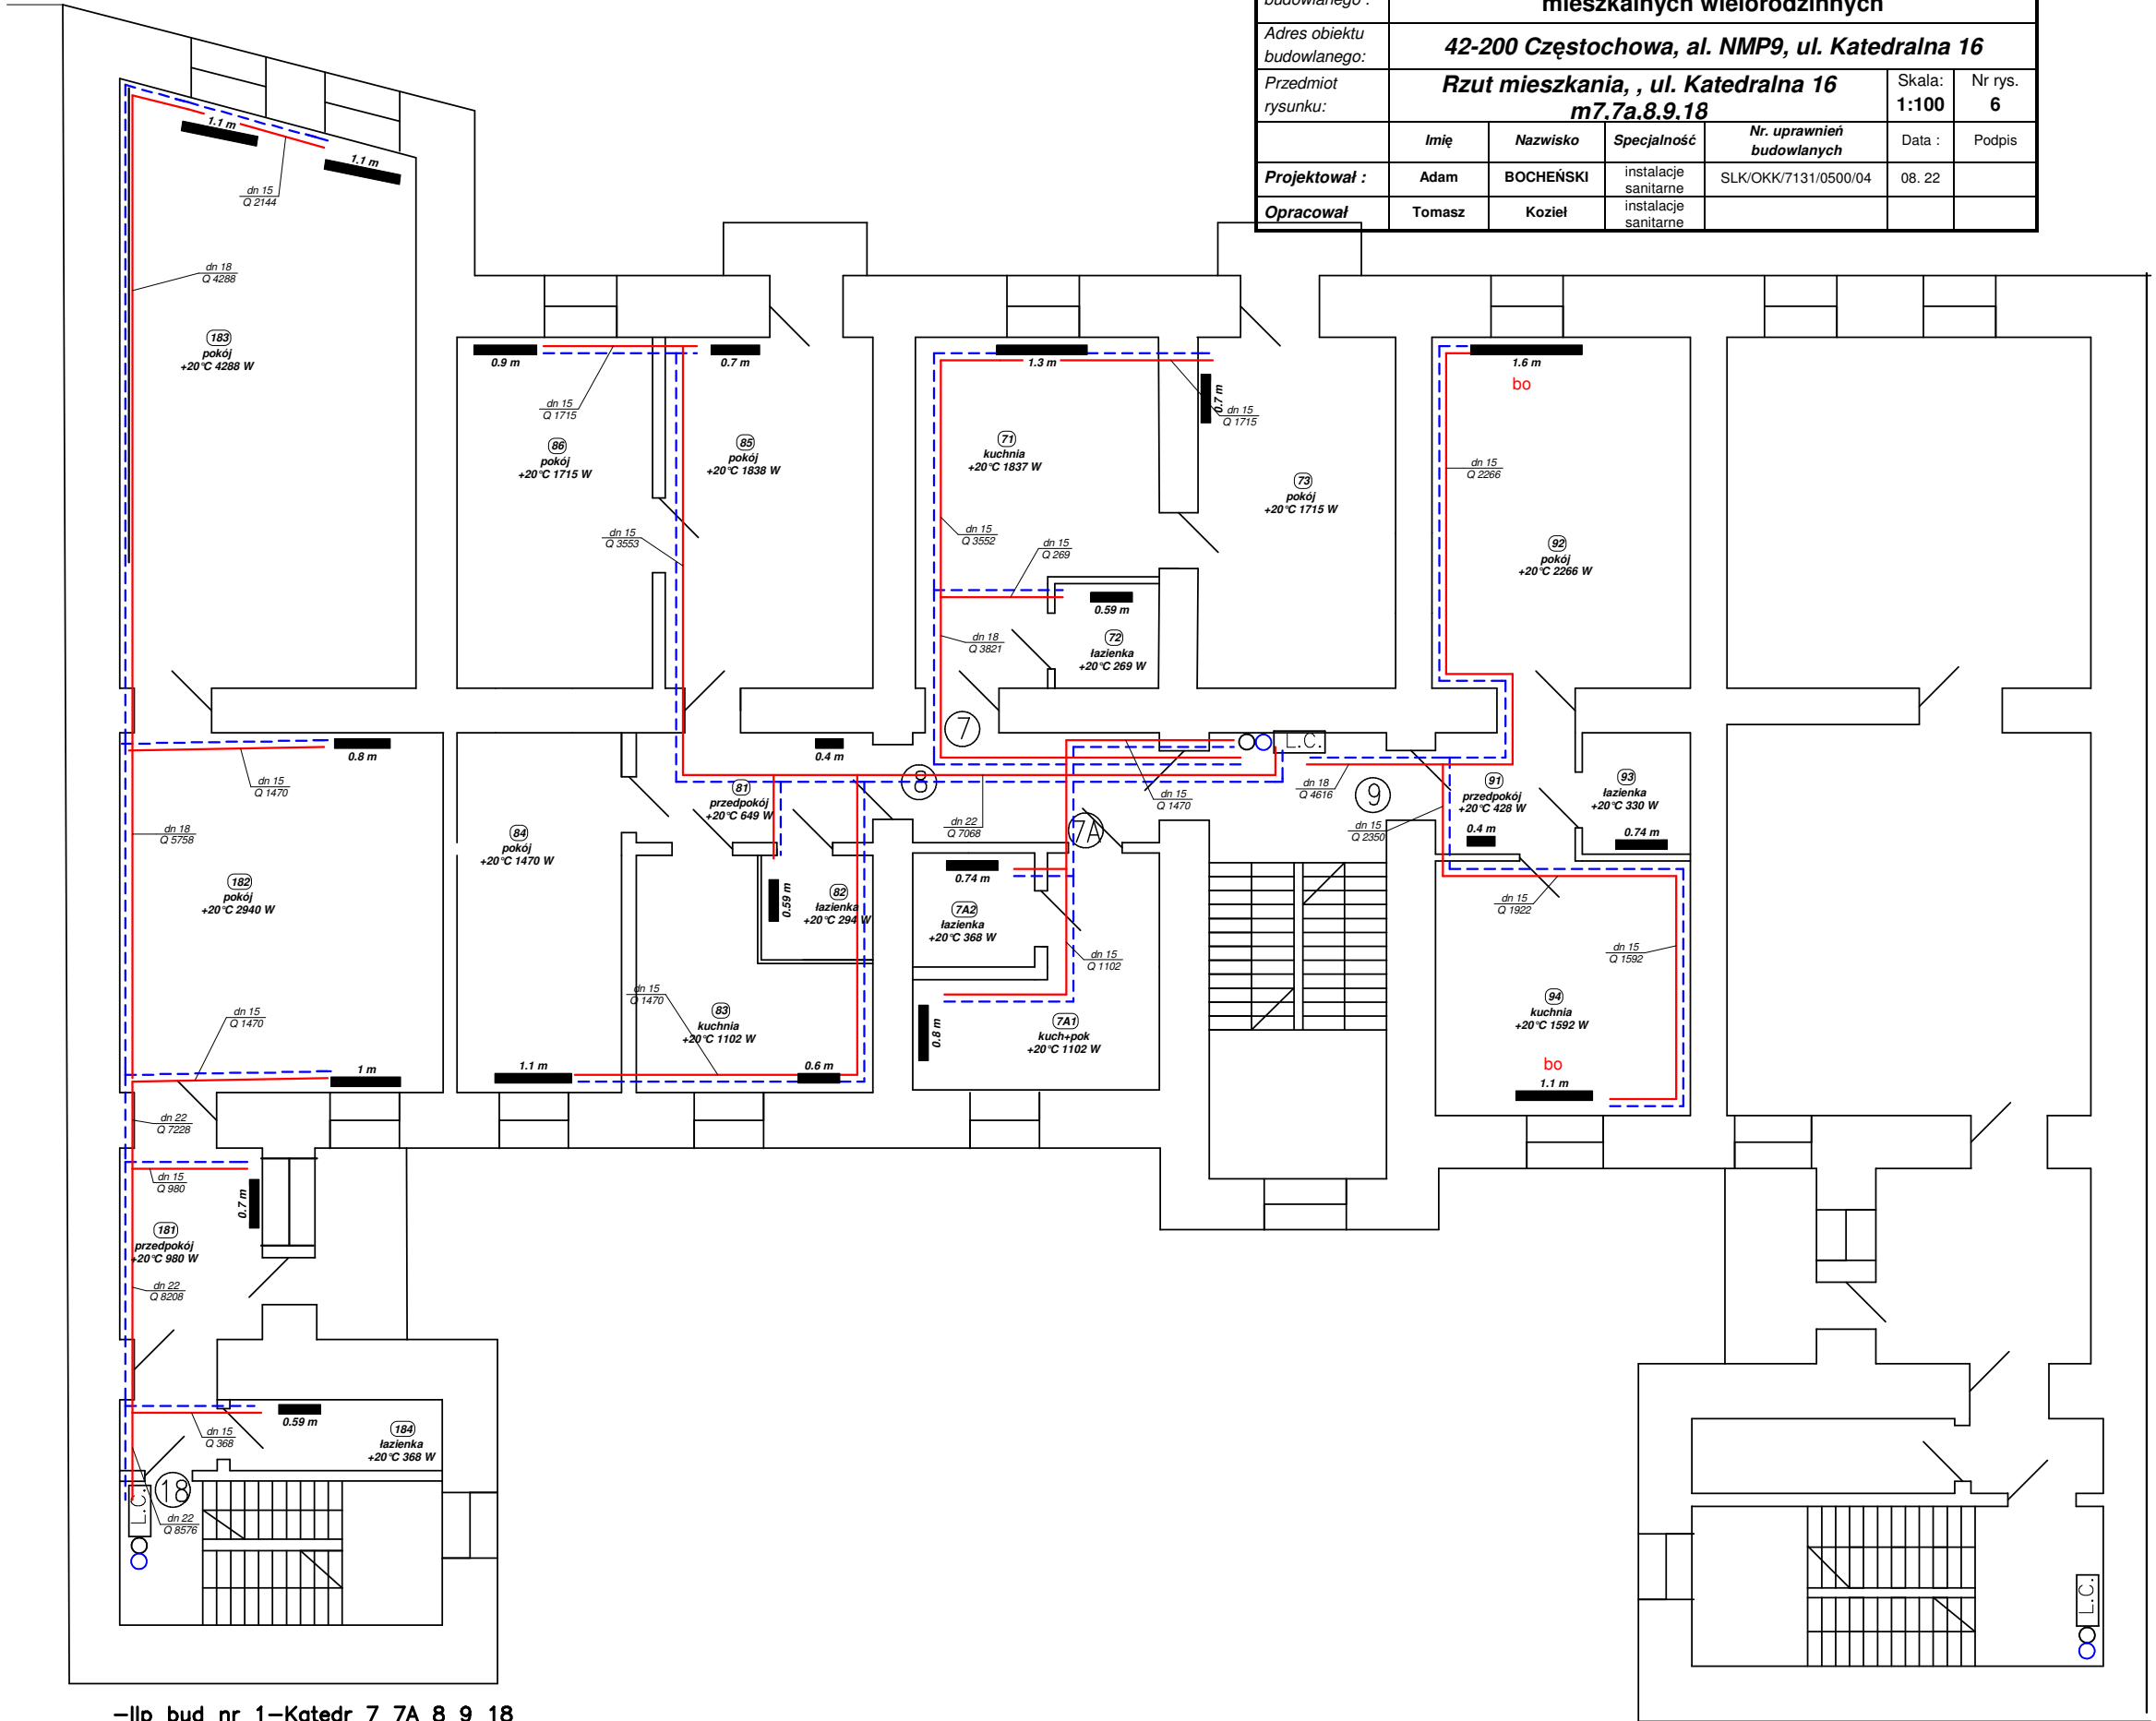 budowlanego :
mieszkalnych wielorodzinnych
Adres obiektu
budowlanego:
42-200 Częstochowa, al. NMP9, ul. Katedralna 16
Przedmiot
rysunku:
Rzut mieszkania, , ul. Katedralna 16
m7,7a,8,9,18
Skala:
1:100
Nr rys.
6
Imię
Nazwisko
Specjalność
Nr. uprawnień
budowlanych
Data :
Podpis
Projektował :
Adam
BOCHEŃSKI
instalacje
sanitarne
SLK/OKK/7131/0500/04
08. 22
Opracował
Tomasz
Kozieł
instalacje
sanitarne
1.1 m
1.1 m
dn 15
Q 2144
dn 18
Q 4288
183
pokój
+20°C 4288 W
0.9 m
0.7 m
dn 15
Q 1715
86
pokój
+20°C 1715 W
85
pokój
+20°C 1838 W
dn 15
Q 3553
1.3 m
0.7 m
dn 15
Q 1715
71
kuchnia
+20°C 1837 W
73
pokój
+20°C 1715 W
dn 15
Q 3552
dn 15
Q 269
0.59 m
dn 18
Q 3821
72
łazienka
+20°C 269 W
1.6 m
bo
dn 15
Q 2266
92
pokój
+20°C 2266 W
7
8
7A
9
L.C.
0.8 m
dn 15
Q 1470
dn 18
Q 5758
182
pokój
+20°C 2940 W
dn 15
Q 1470
1 m
0.4 m
81
przedpokój
+20°C 649 W
84
pokój
+20°C 1470 W
dn 22
Q 7068
dn 15
Q 1470
dn 18
Q 4616
dn 15
Q 2350
91
przedpokój
+20°C 428 W
0.4 m
93
łazienka
+20°C 330 W
0.74 m
0.59 m
82
łazienka
+20°C 294 W
0.74 m
7A2
łazienka
+20°C 368 W
dn 15
Q 1102
dn 15
Q 1922
dn 15
Q 1592
dn 15
Q 1470
83
kuchnia
+20°C 1102 W
1.1 m
0.6 m
0.8 m
7A1
kuch+pok
+20°C 1102 W
94
kuchnia
+20°C 1592 W
bo
1.1 m
dn 22
Q 7228
dn 15
Q 980
0.7 m
181
przedpokój
+20°C 980 W
dn 22
Q 8208
0.59 m
dn 15
Q 368
184
łazienka
+20°C 368 W
18
L.C.
dn 22
Q 8576
L.C.
-IIp bud nr 1-Katedr 7 7A 8 9 18